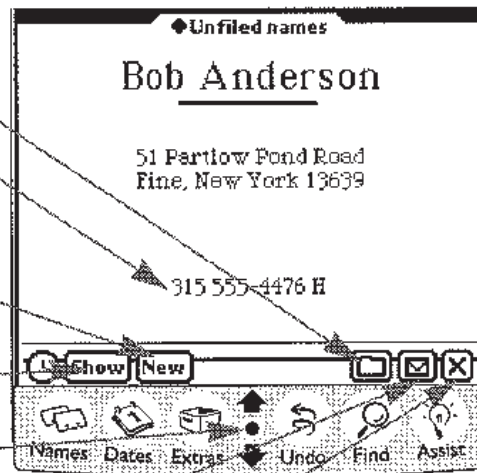 ◆Unfiled names
Bob Anderson
51 Partlow Pond Road
Fine, New York 13639
315 555-4476 H
Show New
Names Dates Extras Undo Find Assist